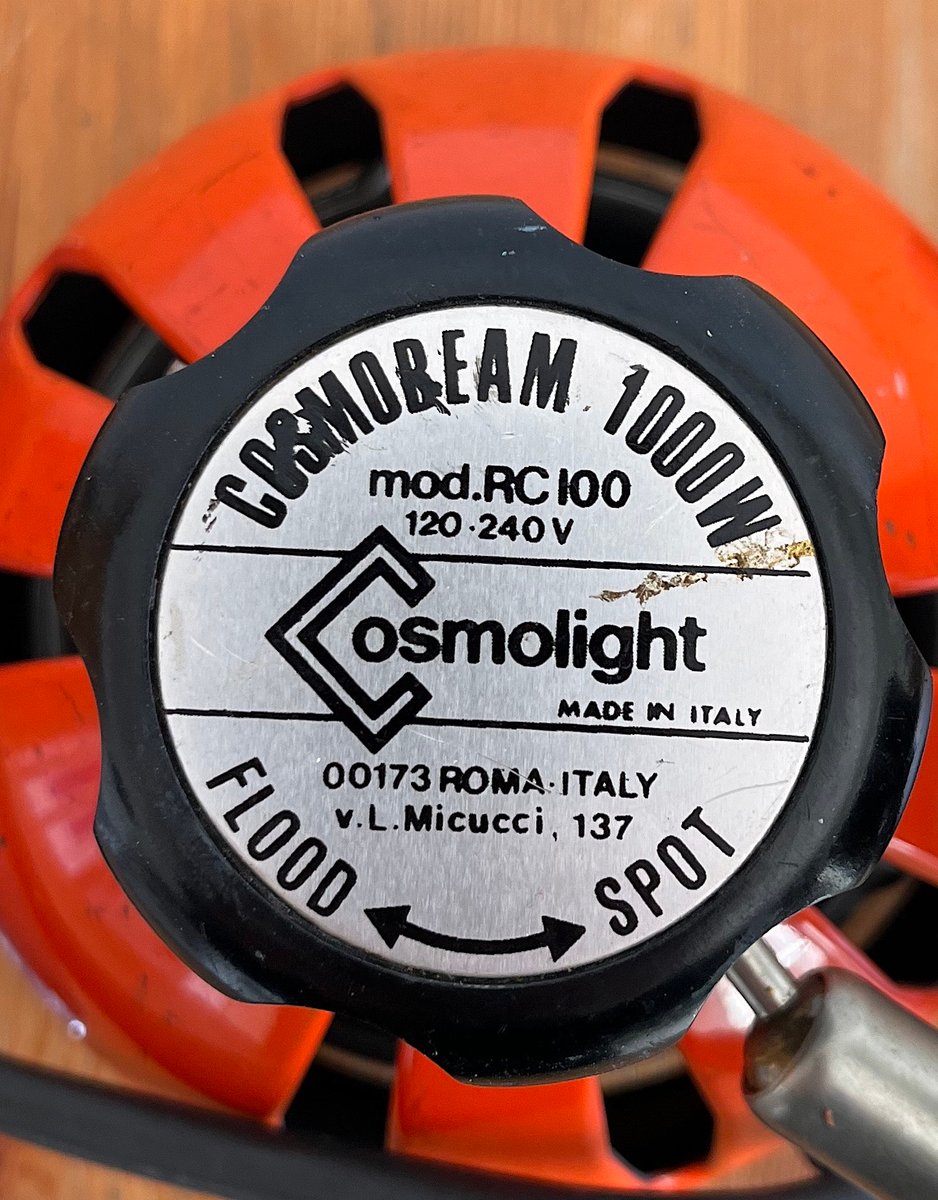 COSMOBEAM 1000W
mod.RC100
120·240V
Cosmolight
MADE IN ITALY
00173 ROMA·ITALY
v.L.Micucci, 137
FLOOD SPOT